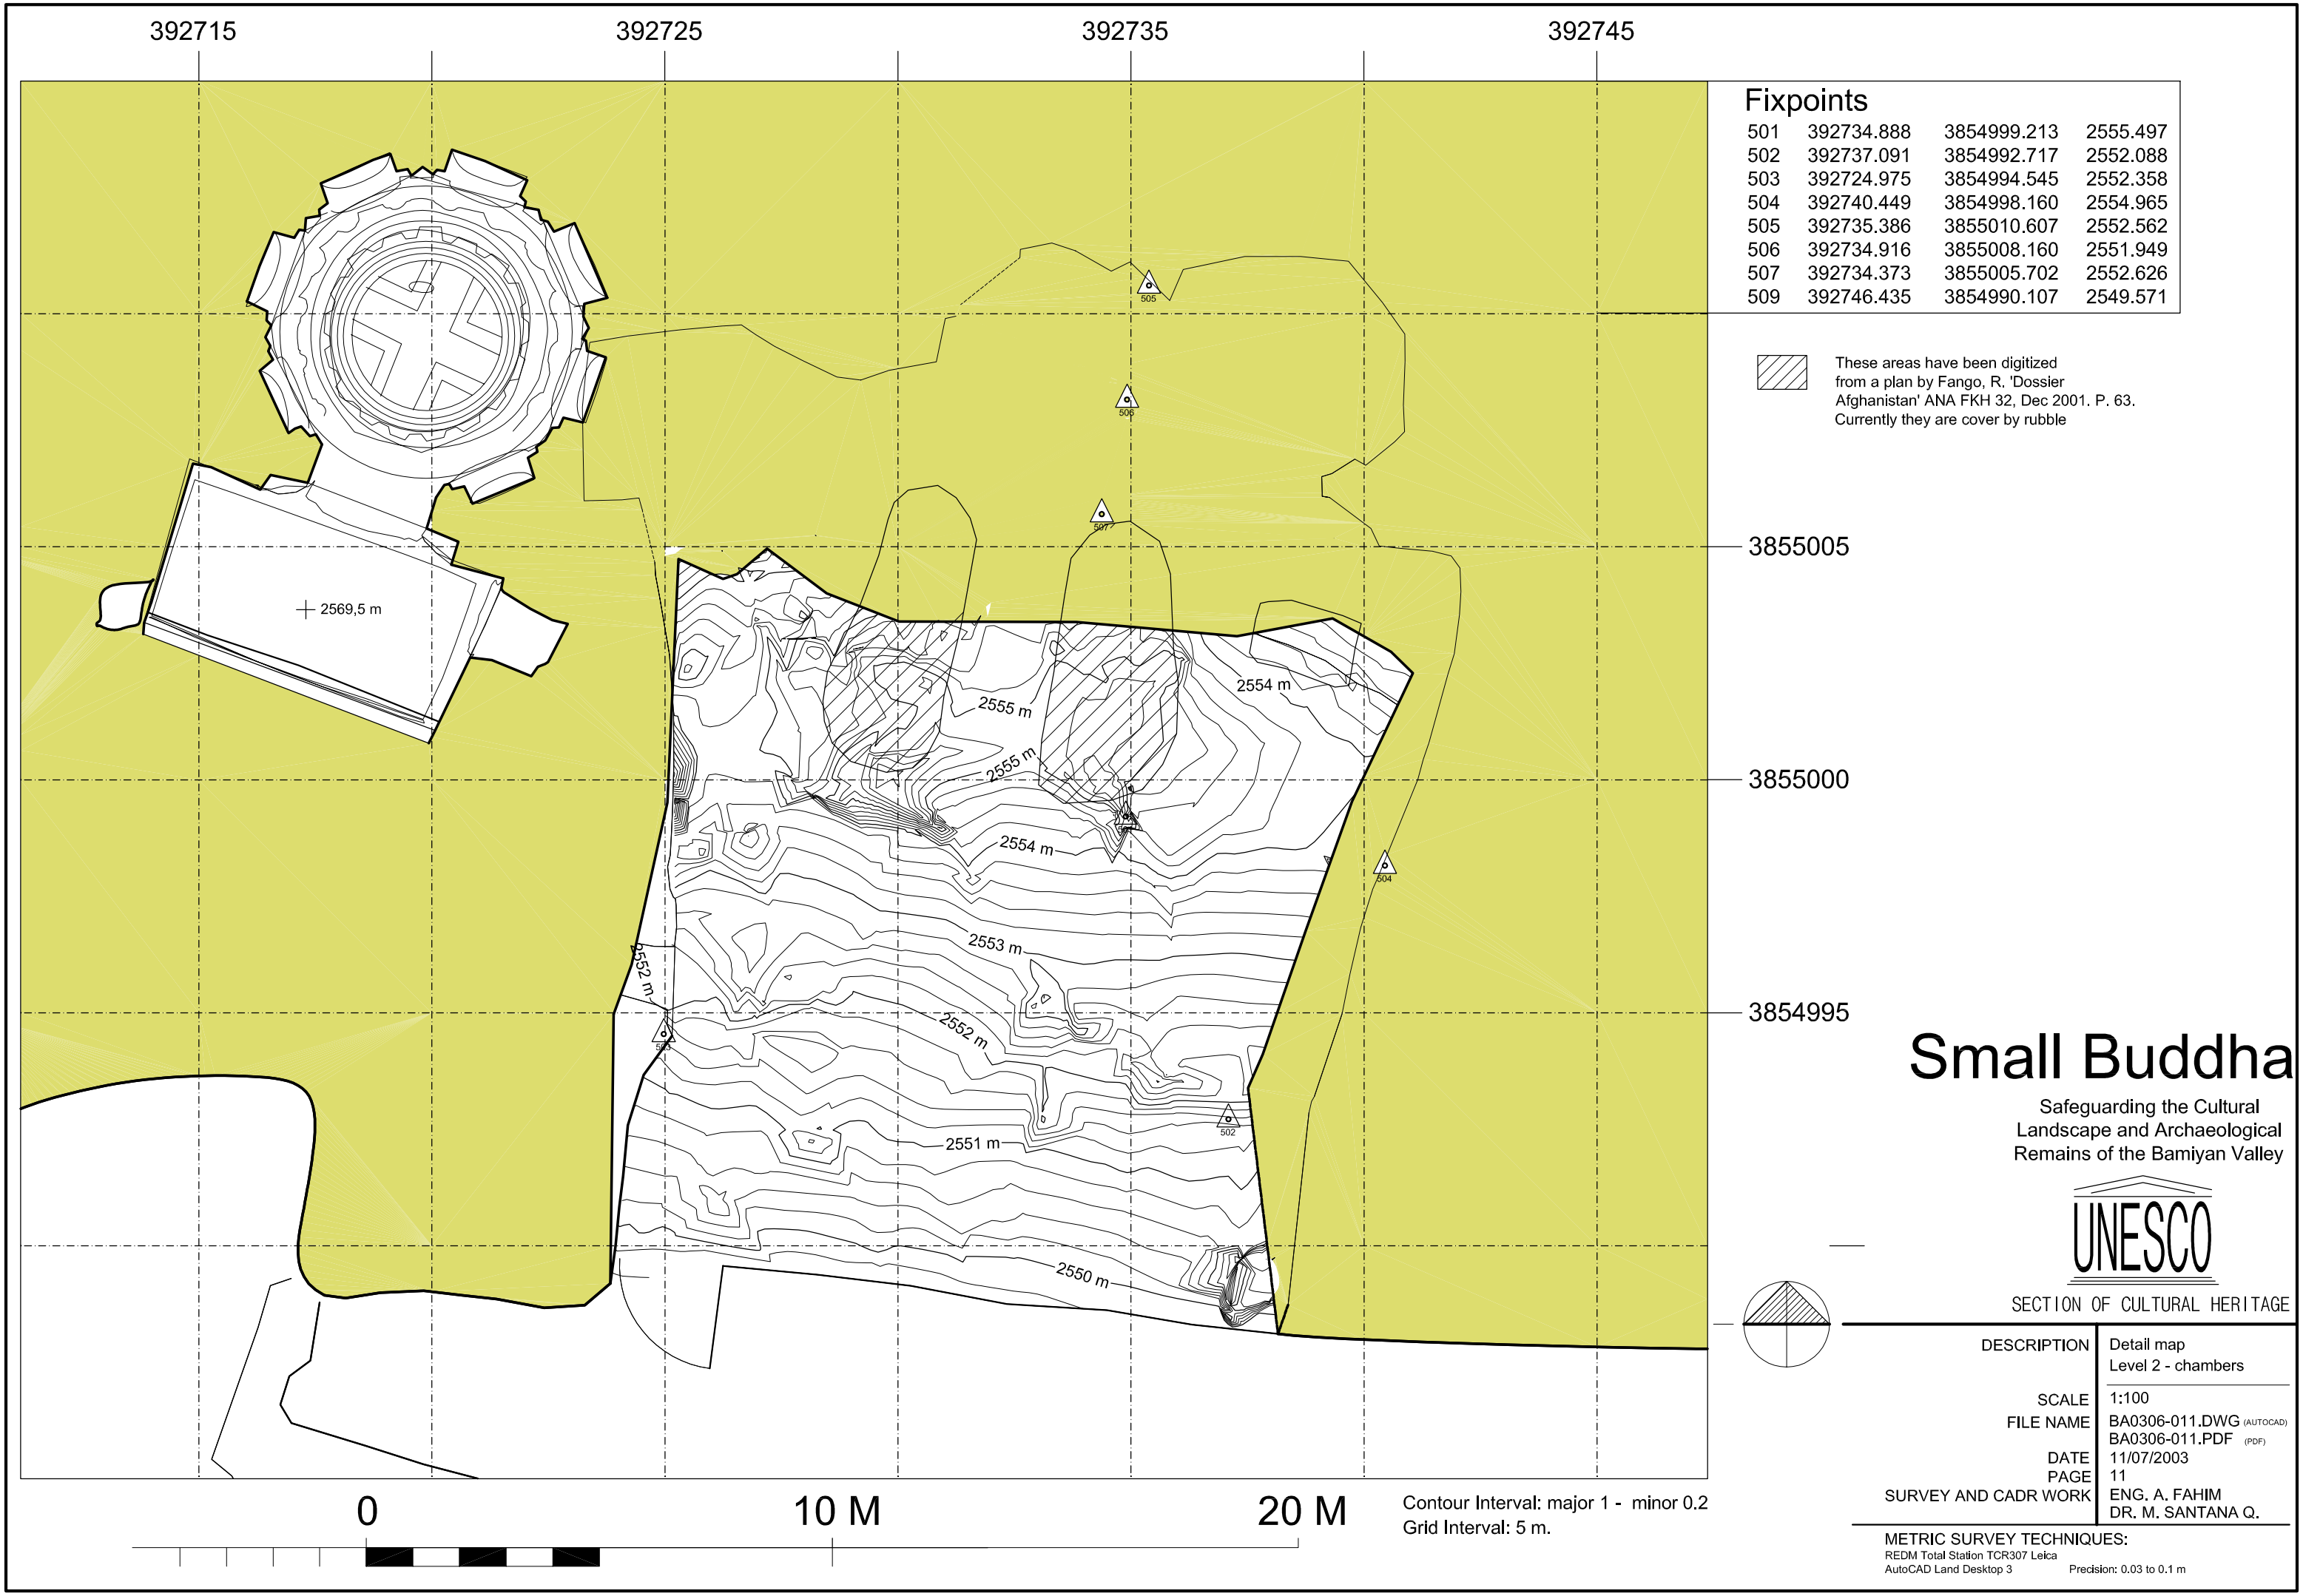 392715 392725 392735 392745
Fixpoints
501 392734.888 3854999.213 2555.497
502 392737.091 3854992.717 2552.088
503 392724.975 3854994.545 2552.358
504 392740.449 3854998.160 2554.965
505 392735.386 3855010.607 2552.562
506 392734.916 3855008.160 2551.949
507 392734.373 3855005.702 2552.626
509 392746.435 3854990.107 2549.571
These areas have been digitized
from a plan by Fango, R. 'Dossier
Afghanistan' ANA FKH 32, Dec 2001. P. 63.
Currently they are cover by rubble
505
506
507
3855005
2569,5 m
2554 m
2555 m
2555 m
3855000
2554 m
504
2553 m
2552 m
3854995
2552 m
503
502
2551 m
2550 m
Small Buddha
Safeguarding the Cultural
Landscape and Archaeological
Remains of the Bamiyan Valley
UNESCO
SECTION OF CULTURAL HERITAGE
DESCRIPTION Detail map
Level 2 - chambers
SCALE 1:100
FILE NAME BA0306-011.DWG (AUTOCAD)
BA0306-011.PDF (PDF)
DATE 11/07/2003
PAGE 11
SURVEY AND CADR WORK ENG. A. FAHIM
DR. M. SANTANA Q.
METRIC SURVEY TECHNIQUES:
REDM Total Station TCR307 Leica
AutoCAD Land Desktop 3 Precision: 0.03 to 0.1 m
0 10 M 20 M
Contour Interval: major 1 - minor 0.2
Grid Interval: 5 m.